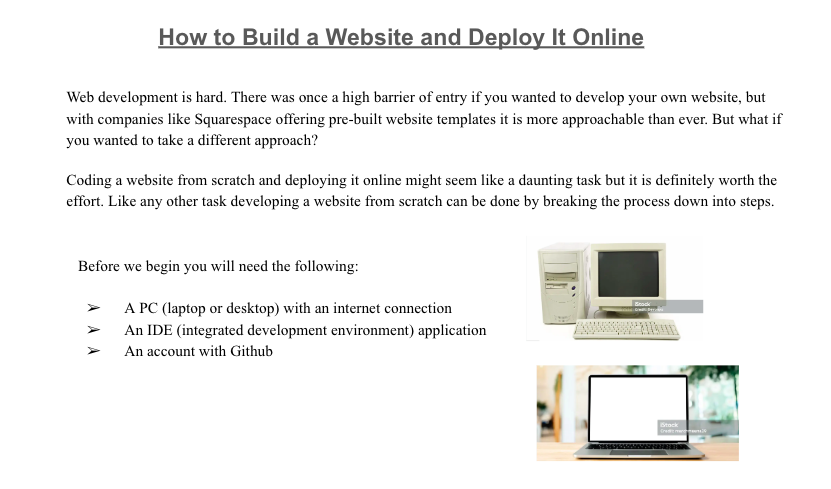 How to Build a Website and Deploy It Online
Web development is hard. There was once a high barrier of entry if you wanted to develop your own website, but
with companies like Squarespace offering pre-built website templates it is more approachable than ever. But what if
you wanted to take a different approach?
Coding a website from scratch and deploying it online might seem like a daunting task but it is definitely worth the
effort. Like any other task developing a website from scratch can be done by breaking the process down into steps.
Before we begin you will need the following:
➢ A PC (laptop or desktop) with an internet connection
➢ An IDE (integrated development environment) application
➢ An account with Github
iStock
Credit:
iStock
Credit: